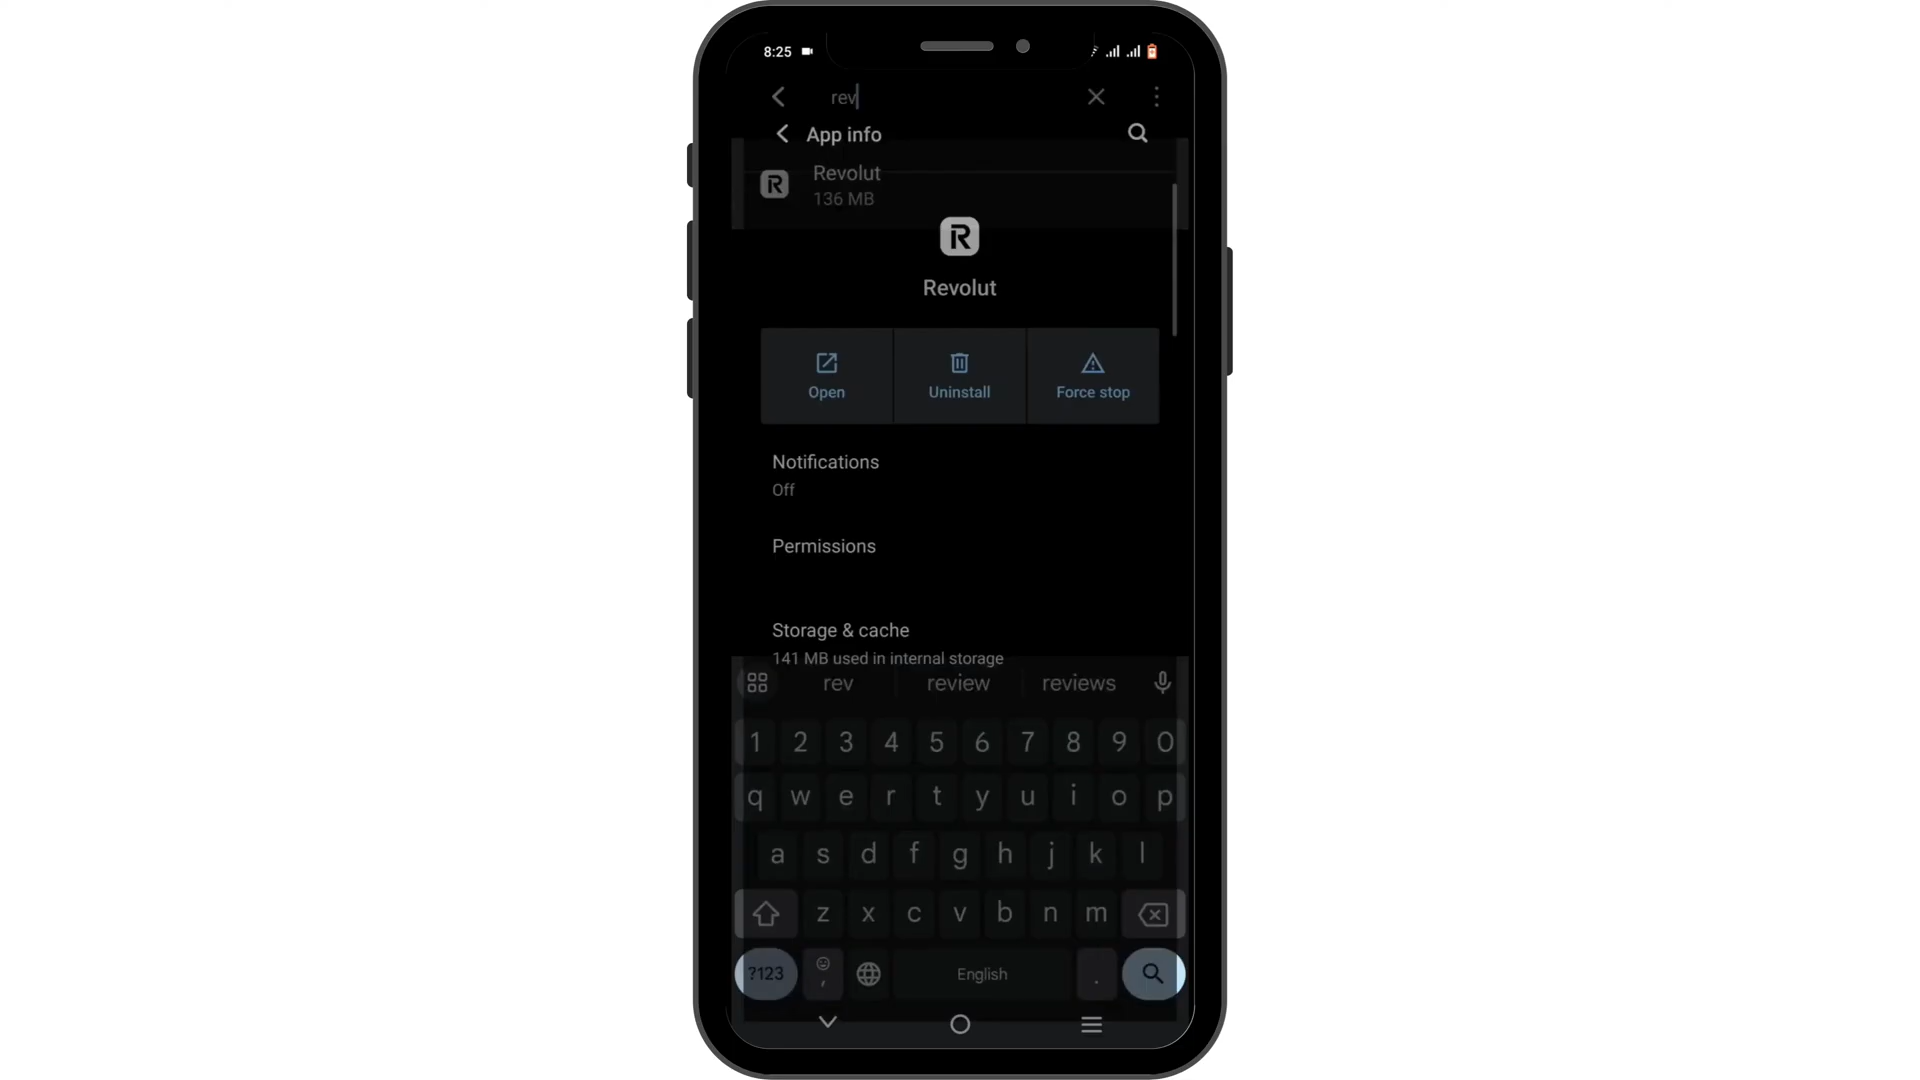 8:25
rev
App info
Revolut
136 MB
R
R
Revolut
Open Uninstall Force stop
Notifications
Off
Permissions
Storage & cache
141 MB used in internal storage
rev review reviews
1 2 3 4 5 6 7 8 9 0
q w e r t y u i o p
a s d f g h j k l
z x c v b n m
?123 , English .